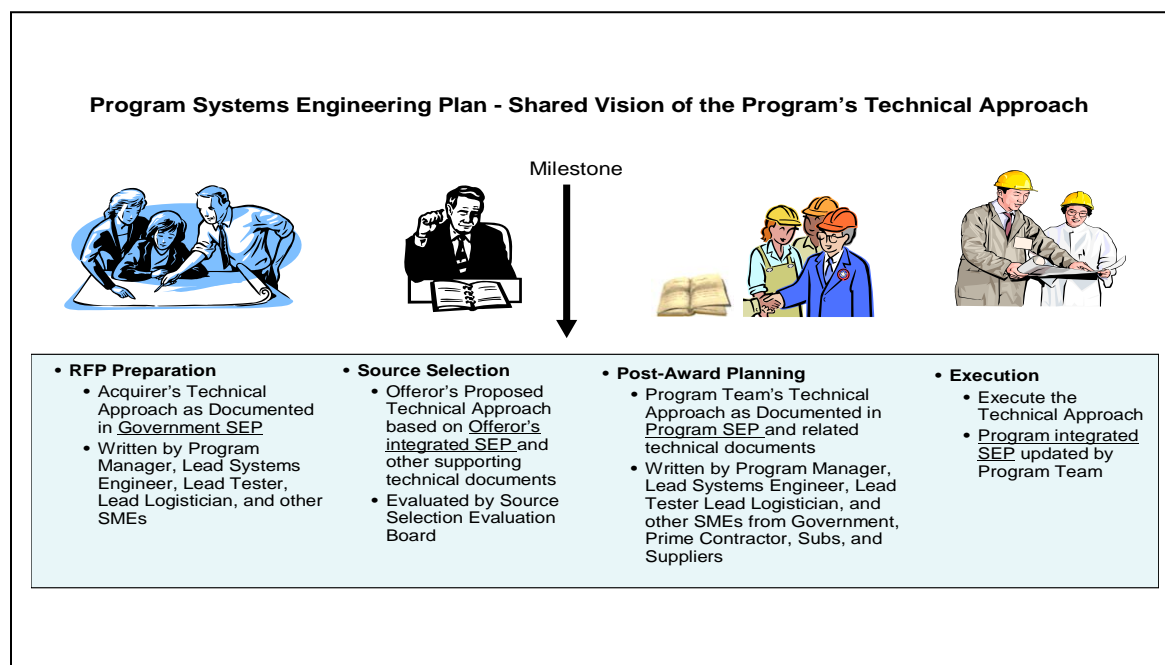 Program Systems Engineering Plan - Shared Vision of the Program's Technical Approach
Milestone
• RFP Preparation
• Acquirer's Technical
Approach as Documented
in Government SEP
• Written by Program
Manager, Lead Systems
Engineer, Lead Tester,
Lead Logistician, and other
SMEs
• Source Selection
• Offeror's Proposed
Technical Approach
based on Offeror's
integrated SEP and
other supporting
technical documents
• Evaluated by Source
Selection Evaluation
Board
• Post-Award Planning
• Program Team's Technical
Approach as Documented in
Program SEP and related
technical documents
• Written by Program Manager,
Lead Systems Engineer, Lead
Tester Lead Logistician, and
other SMEs from Government,
Prime Contractor, Subs, and
Suppliers
• Execution
• Execute the
Technical Approach
• Program integrated
SEP updated by
Program Team